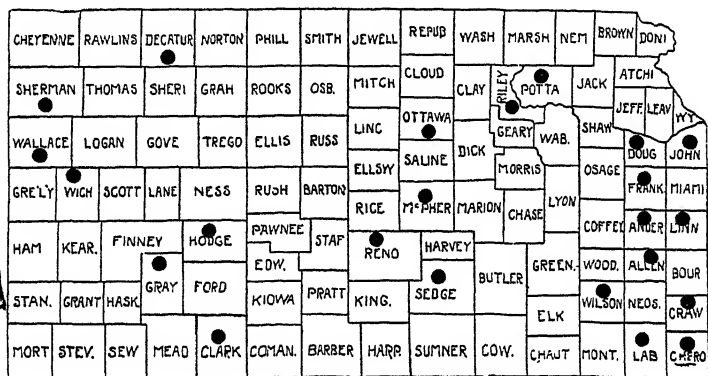 CHEYENNE RAWLINS DECATUR NORTON PHILL SMITH JEWELL REPUB WASH MARSH NEM BROWN DONI
SHERMAN THOMAS SHERI GRAH ROOKS OSB. MITCH CLOUD CLAY RILEY POTTA JACK ATCHI
JEFF. LEAV WY
WALLACE LOGAN GOVE TREGO ELLIS RUSS LINC OTTAWA DICK GEARY WAB. SHAW DOUG JOHN
SALINE
GRE'LY WICH SCOTT LANE NESS RUSH BARTON ELLSW MORRIS OSAGE FRANK MIAMI
RICE McPHER MARION CHASE LYON
HAM KEAR. FINNEY HODGE PAWNEE STAF RENO HARVEY COFFEY ANDER LINN
EDW.
STAN. GRANT HASK. GRAY FORD KIOWA PRATT KING. SEDGE BUTLER GREEN. WOOD. ALLEN BOUR
WILSON NEOS. CRAW
ELK
MORT STEV. SEW MEAD CLARK COMAN. BARBER HARP. SUMNER COW. CHAUT MONT. LAB CHERO